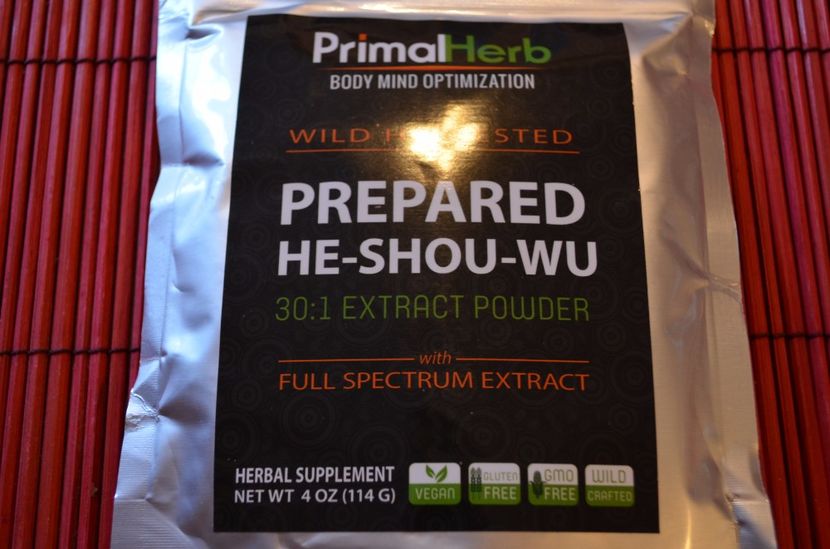 PrimalHerb
BODY MIND OPTIMIZATION
WILD
PREPARED
HE-SHOU-WU
30:1 EXTRACT POWDER
with
FULL SPECTRUM EXTRACT
HERBAL SUPPLEMENT
NET WT 4 OZ (114 G)
VEGAN
GLUTEN
FREE
GMO
FREE
WILD
CRAFTED